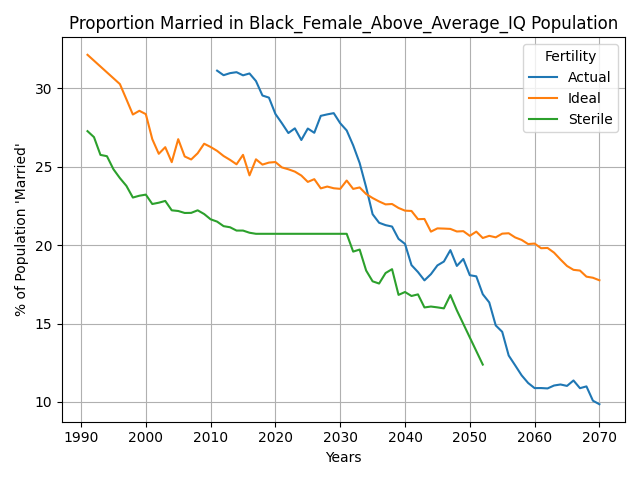 Proportion Married in Black_Female_Above_Average_IQ Population
% of Population 'Married'
30
25
20
15
10
Fertility
Actual
Ideal
Sterile
1990 2000 2010 2020 2030 2040 2050 2060 2070
Years